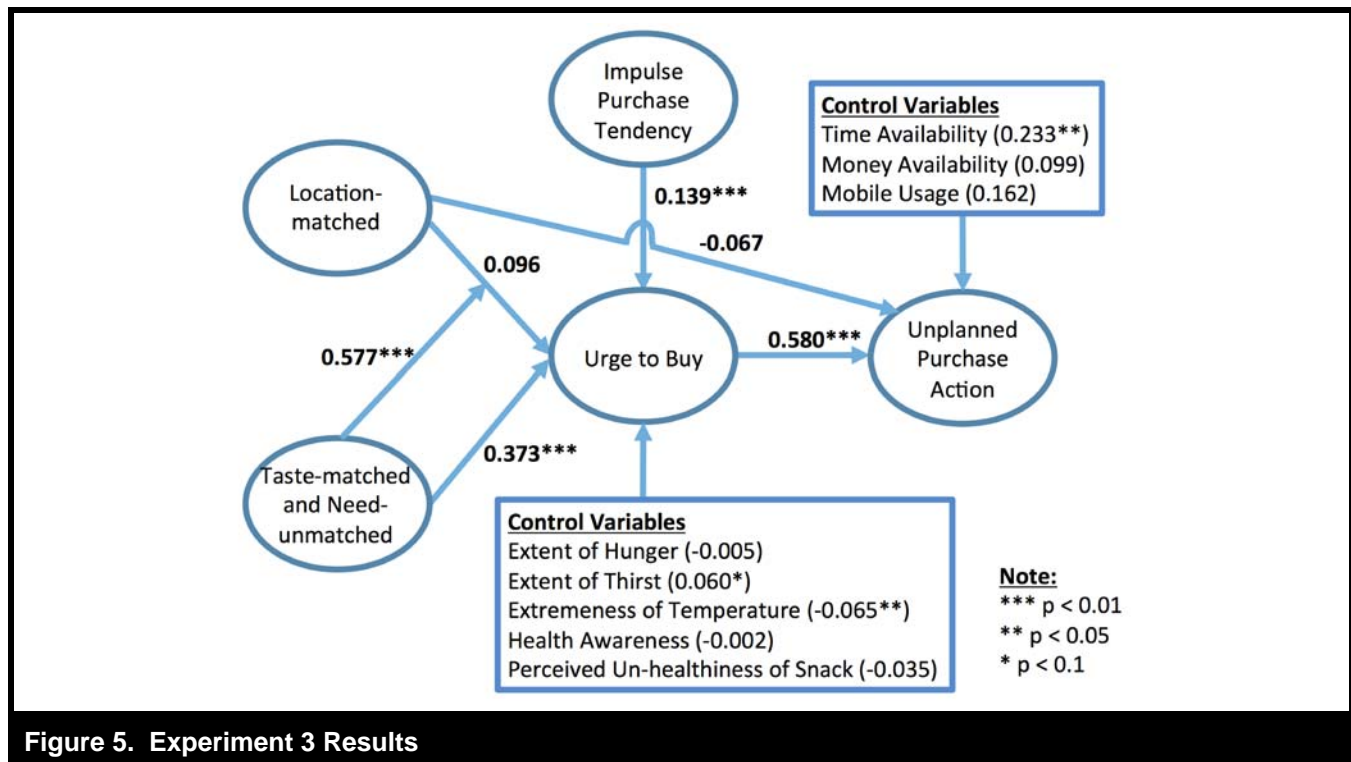 Impulse
Purchase
Tendency
Control Variables
Time Availability (0.233**)
Money Availability (0.099)
Mobile Usage (0.162)
Location-
matched
0.139***
-0.067
0.096
0.577***
Urge to Buy
0.580***
Unplanned
Purchase
Action
0.373***
Taste-matched
and Need-
unmatched
Control Variables
Extent of Hunger (-0.005)
Extent of Thirst (0.060*)
Extremeness of Temperature (-0.065**)
Health Awareness (-0.002)
Perceived Un-healthiness of Snack (-0.035)
Note:
*** p < 0.01
** p < 0.05
* p < 0.1
Figure 5. Experiment 3 Results